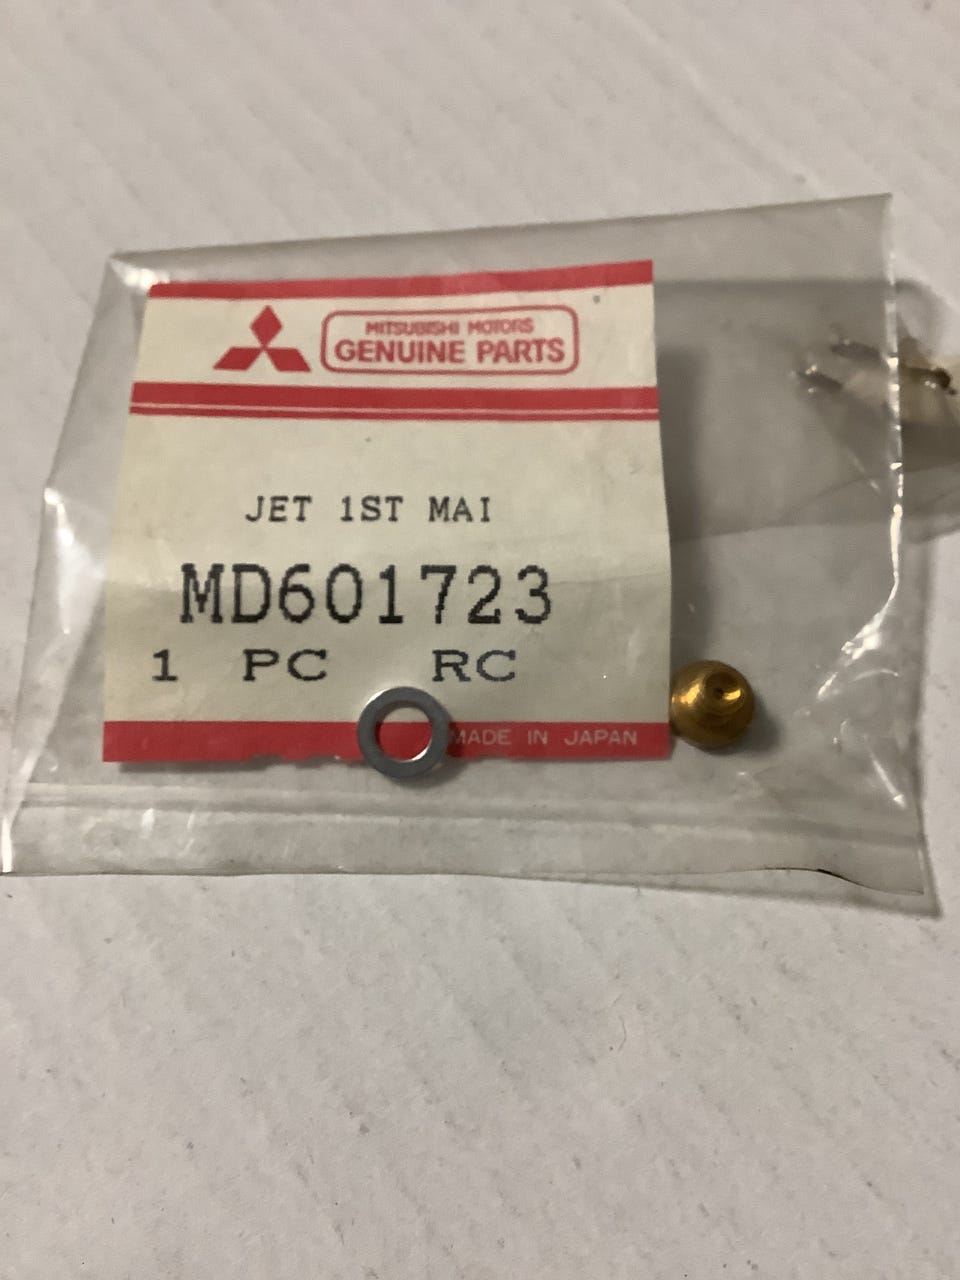 MITSUBISHI MOTORS
GENUINE PARTS
JET 1ST MAI
MD601723
1 PC RC
MADE IN JAPAN